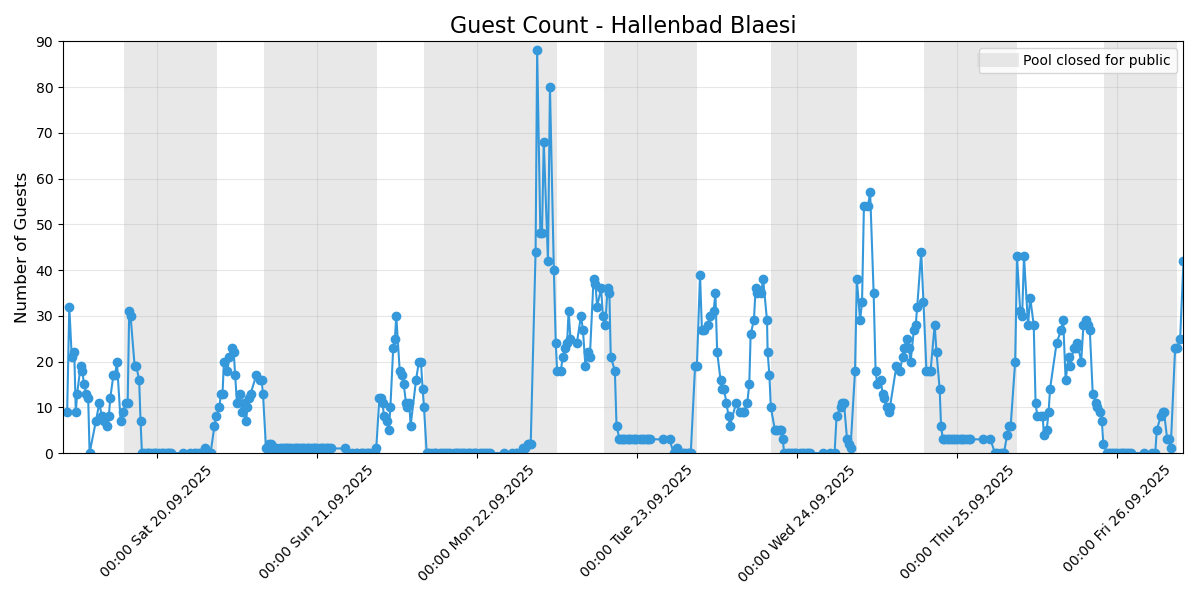 Guest Count - Hallenbad Blaesi
Pool closed for public
Number of Guests
90
80
70
60
50
40
30
20
10
0
00:00 Sat 20.09.2025
00:00 Sun 21.09.2025
00:00 Mon 22.09.2025
00:00 Tue 23.09.2025
00:00 Wed 24.09.2025
00:00 Thu 25.09.2025
00:00 Fri 26.09.2025